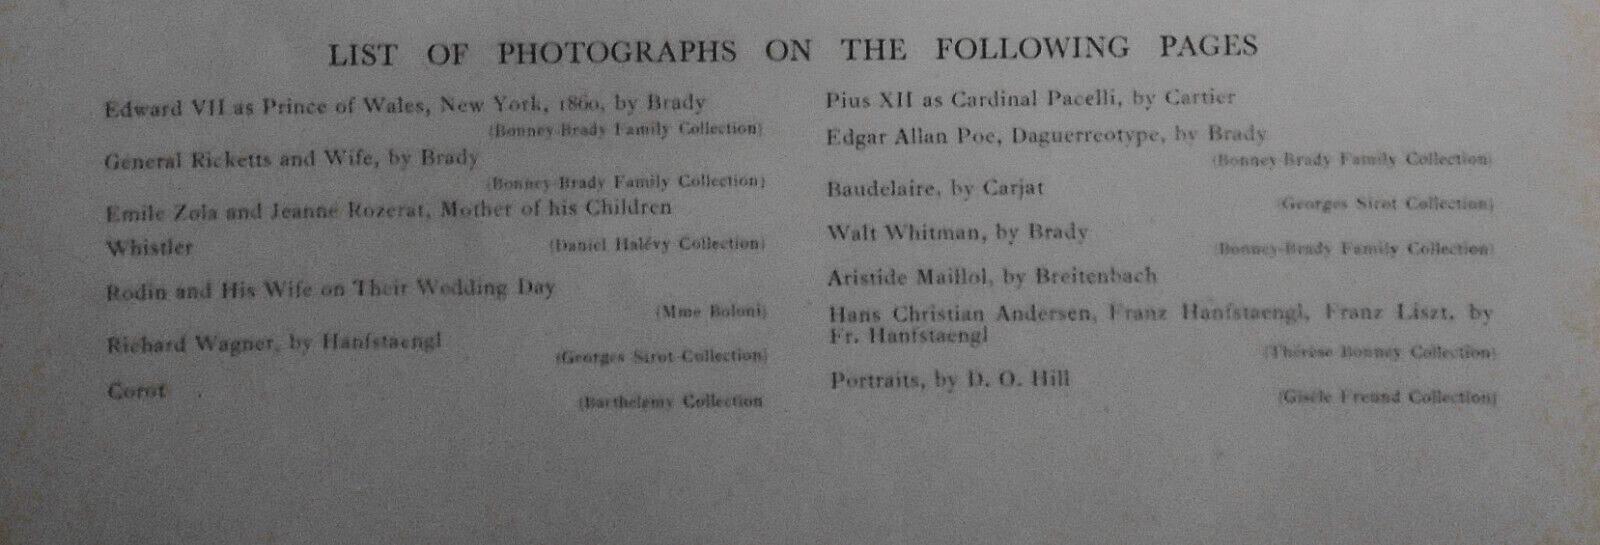 LIST OF PHOTOGRAPHS ON THE FOLLOWING PAGES
Edward VII as Prince of Wales, New York, 1860, by Brady
(Bonney-Brady Family Collection)
General Ricketts and Wife, by Brady
(Bonney-Brady Family Collection)
Emile Zola and Jeanne Rozerat, Mother of his Children
Whistler
(Daniel Halévy Collection)
Rodin and His Wife on Their Wedding Day
(Mme Boloni)
Richard Wagner, by Hanfstaengl
(Georges Sirot Collection)
Corot
(Barthelemy Collection
Pius XII as Cardinal Pacelli, by Cartier
Edgar Allan Poe, Daguerreotype, by Brady
(Bonney-Brady Family Collection)
Baudelaire, by Carjat
(Georges Sirot Collection)
Walt Whitman, by Brady
(Bonney-Brady Family Collection)
Aristide Maillol, by Breitenbach
Hans Christian Andersen, Franz Hanfstaengl, Franz Liszt, by
Fr. Hanfstaengl
(Thérèse Bonney Collection)
Portraits, by D. O. Hill
(Gisèle Freund Collection)